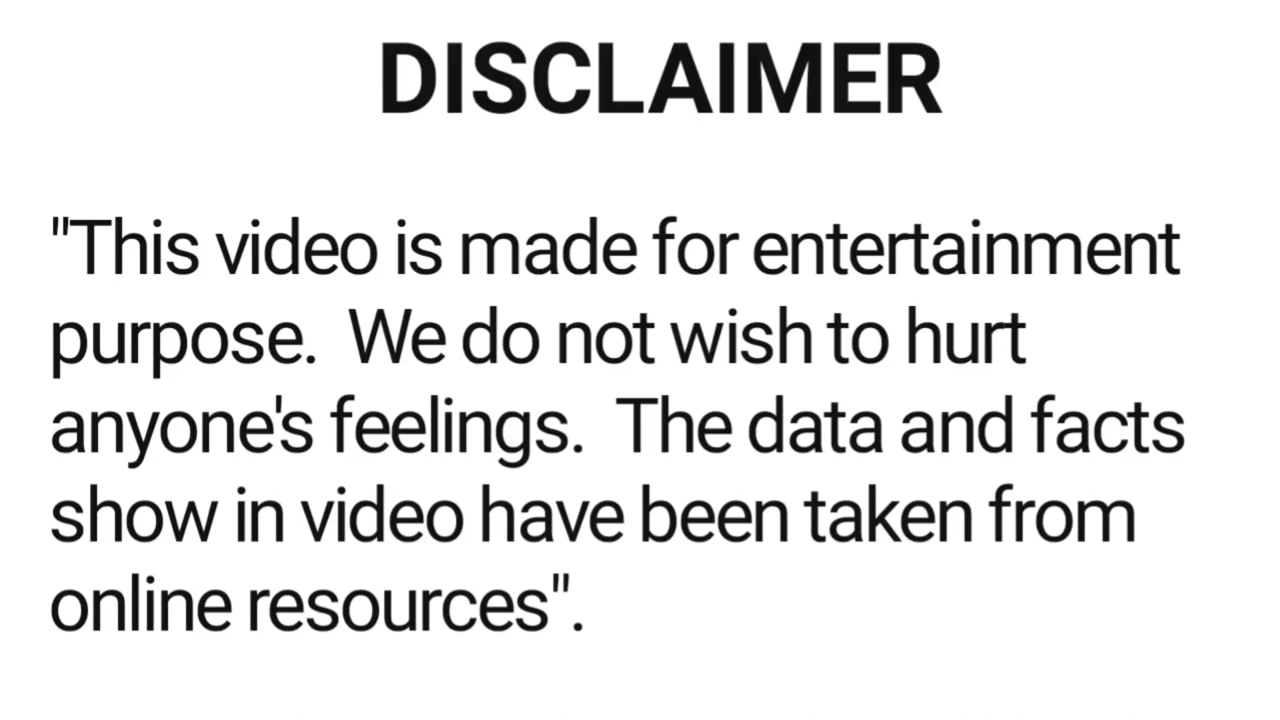 DISCLAIMER
"This video is made for entertainment
purpose.  We do not wish to hurt
anyone's feelings.  The data and facts
show in video have been taken from
online resources".